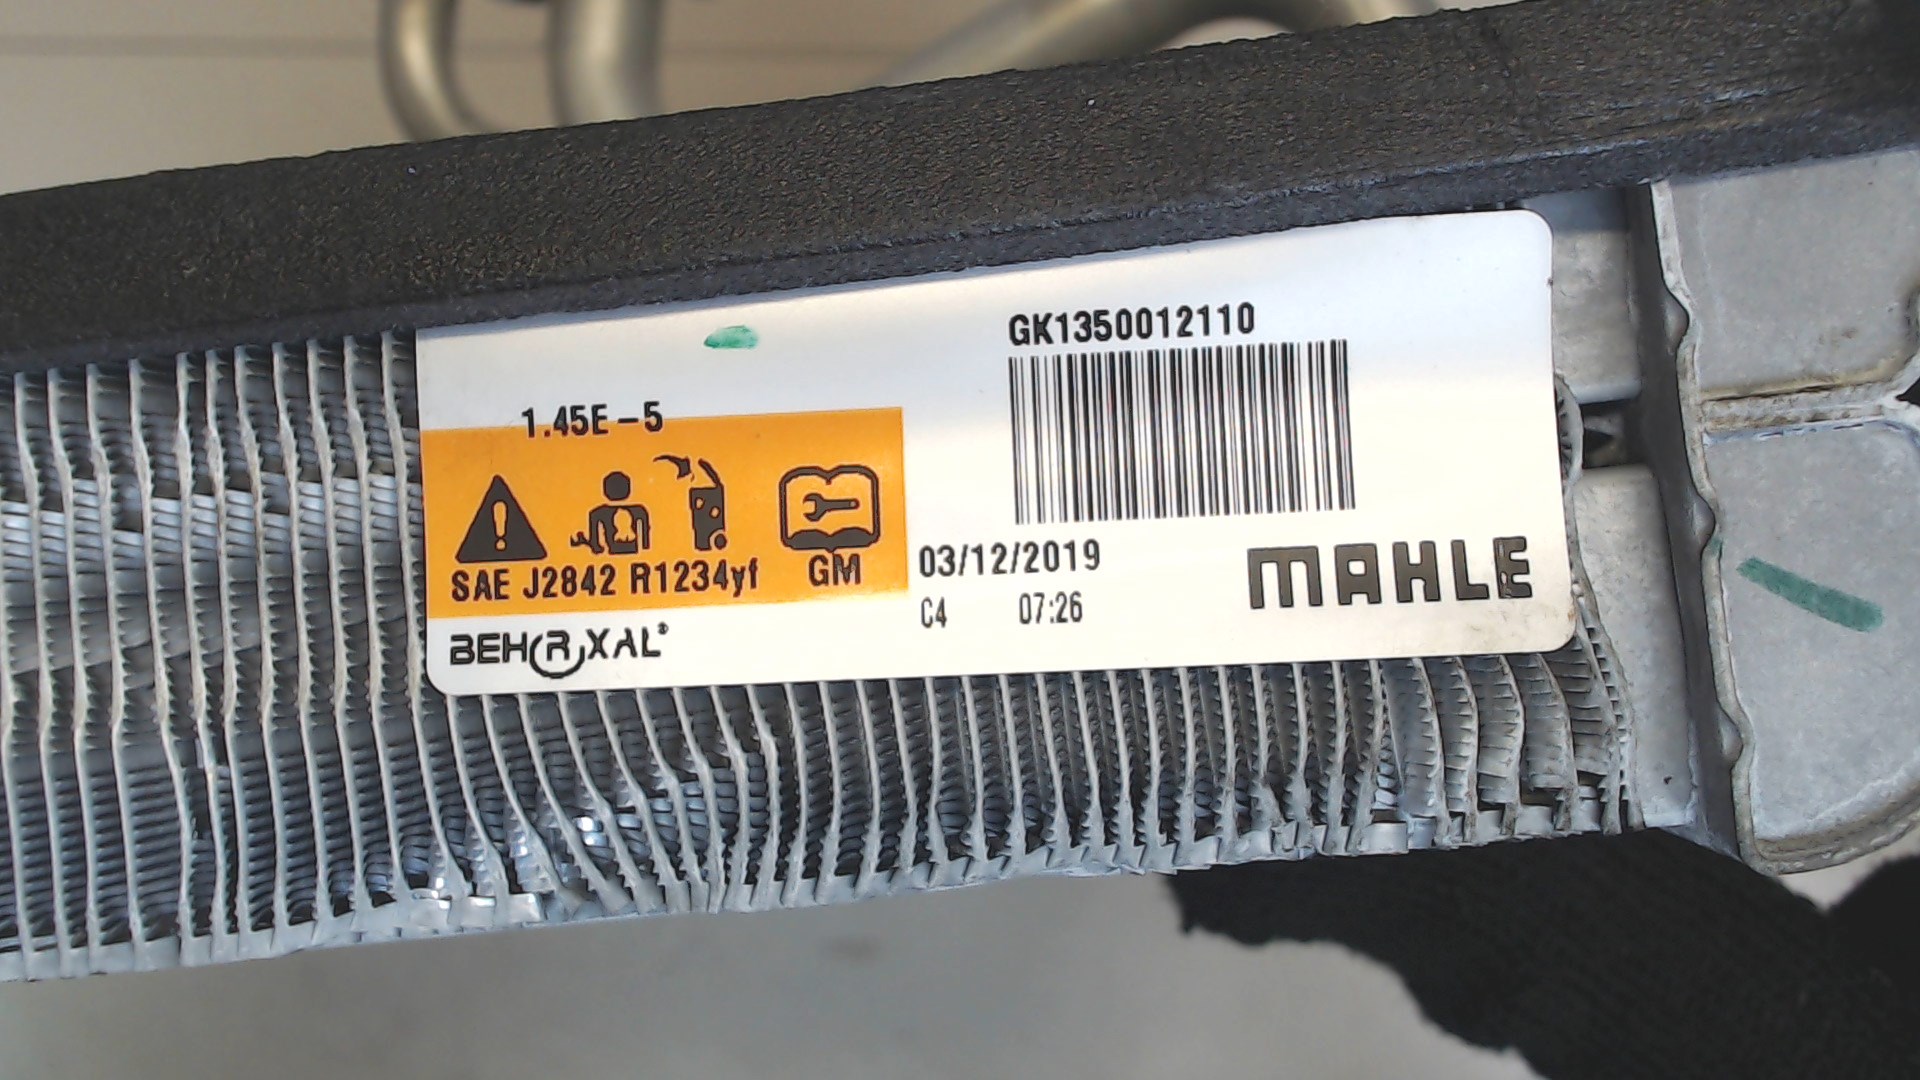 GK1350012110
1.45E-5
SAE J2842 R1234yf
GM
03/12/2019
C4 07:26
MAHLE
BEHRXAL®